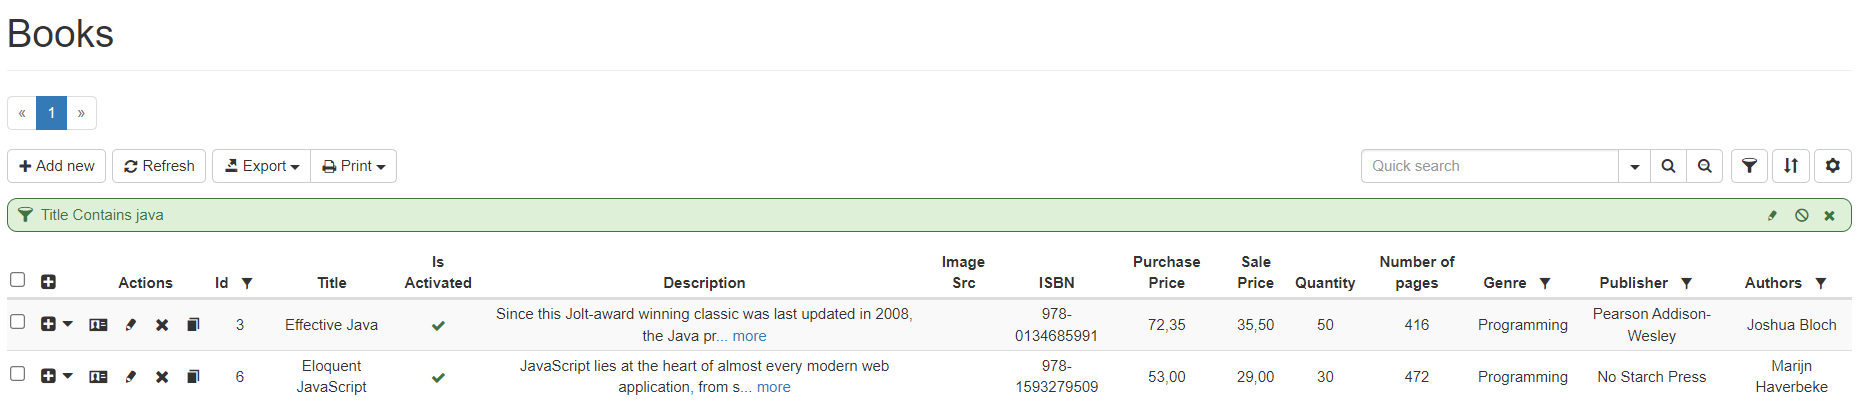 Books
« 1 »
Add new Refresh Export Print Quick search
Title Contains java
Actions Id Title Is Activated Description Image Src ISBN Purchase Price Sale Price Quantity Number of pages Genre Publisher Authors
3 Effective Java Since this Jolt-award winning classic was last updated in 2008, the Java pr... more 978-0134685991 72,35 35,50 50 416 Programming Pearson Addison-Wesley Joshua Bloch
6 Eloquent JavaScript JavaScript lies at the heart of almost every modern web application, from s... more 978-1593279509 53,00 29,00 30 472 Programming No Starch Press Marijn Haverbeke